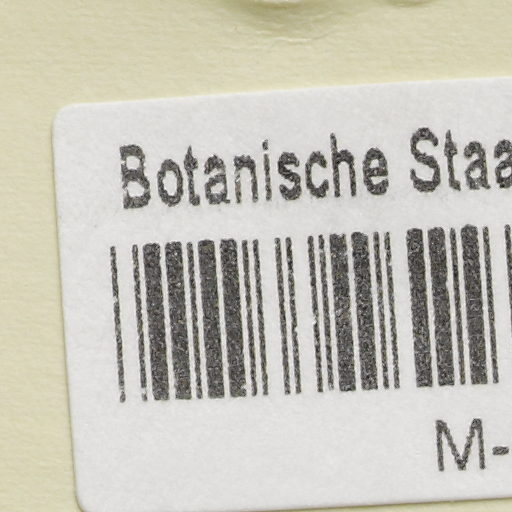 Botanische Staa
M-